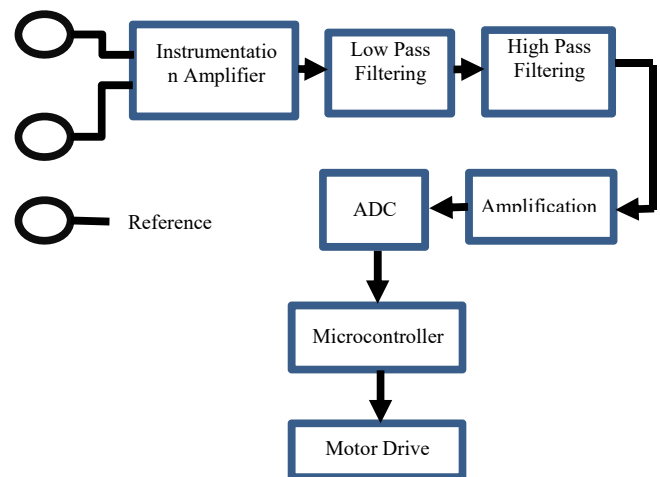 Instrumentatio
n Amplifier
Low Pass
Filtering
High Pass
Filtering
Reference
ADC
Amplification
Microcontroller
Motor Drive